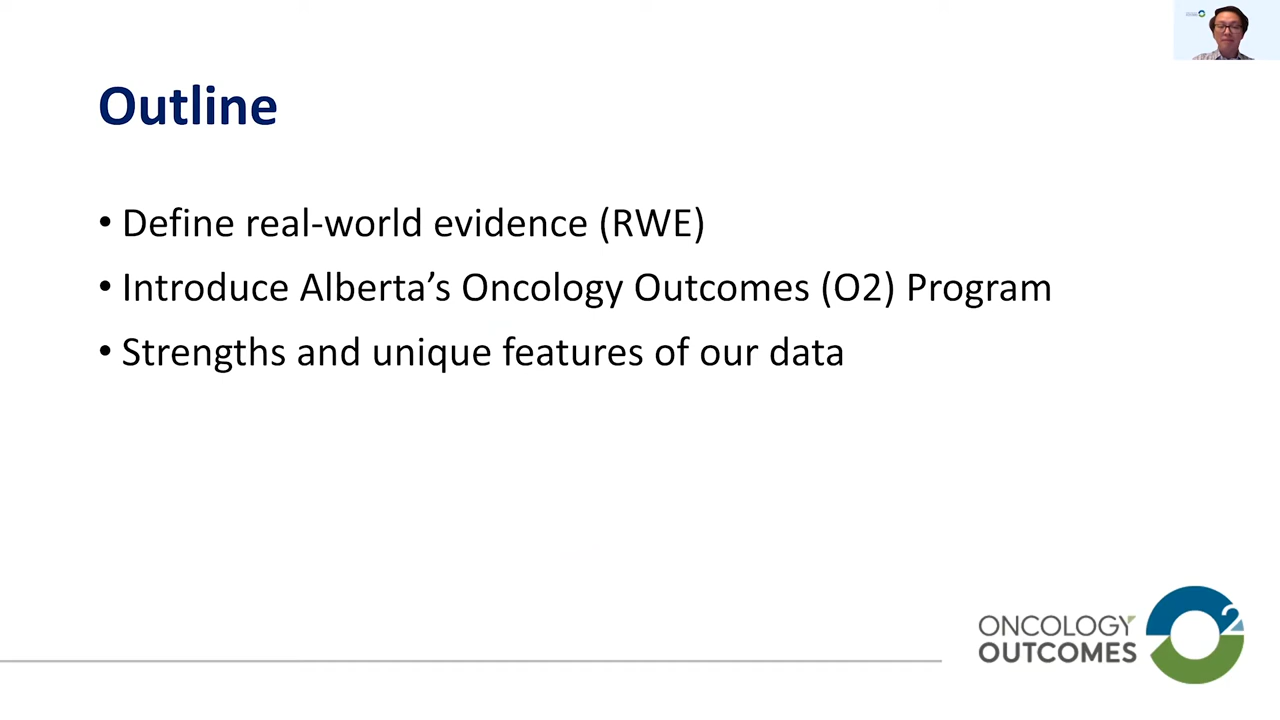 Outline
• Define real-world evidence (RWE)
• Introduce Alberta’s Oncology Outcomes (O2) Program
• Strengths and unique features of our data
ONCOLOGY
OUTCOMES
2